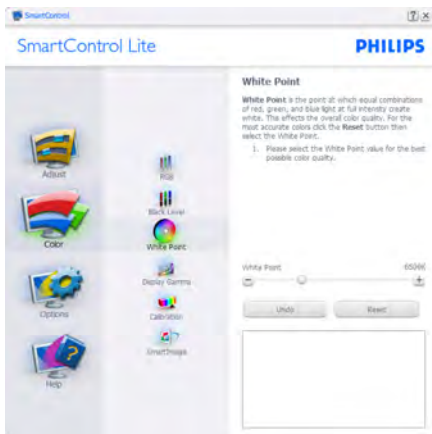 SmartControl
SmartControl Lite
PHILIPS
Adjust
Color
Options
Help
RGB
Black Level
White Point
Display Gamma
Calibration
SmartImage
White Point
White Point is the point at which equal combinations
of red, green, and blue light at full intensity create
white. This effects the overall color quality. For the
most accurate colors click the Reset button then
select the White Point.
1. Please select the White Point value for the best
possible color quality.
White Point 6506K
Undo Reset